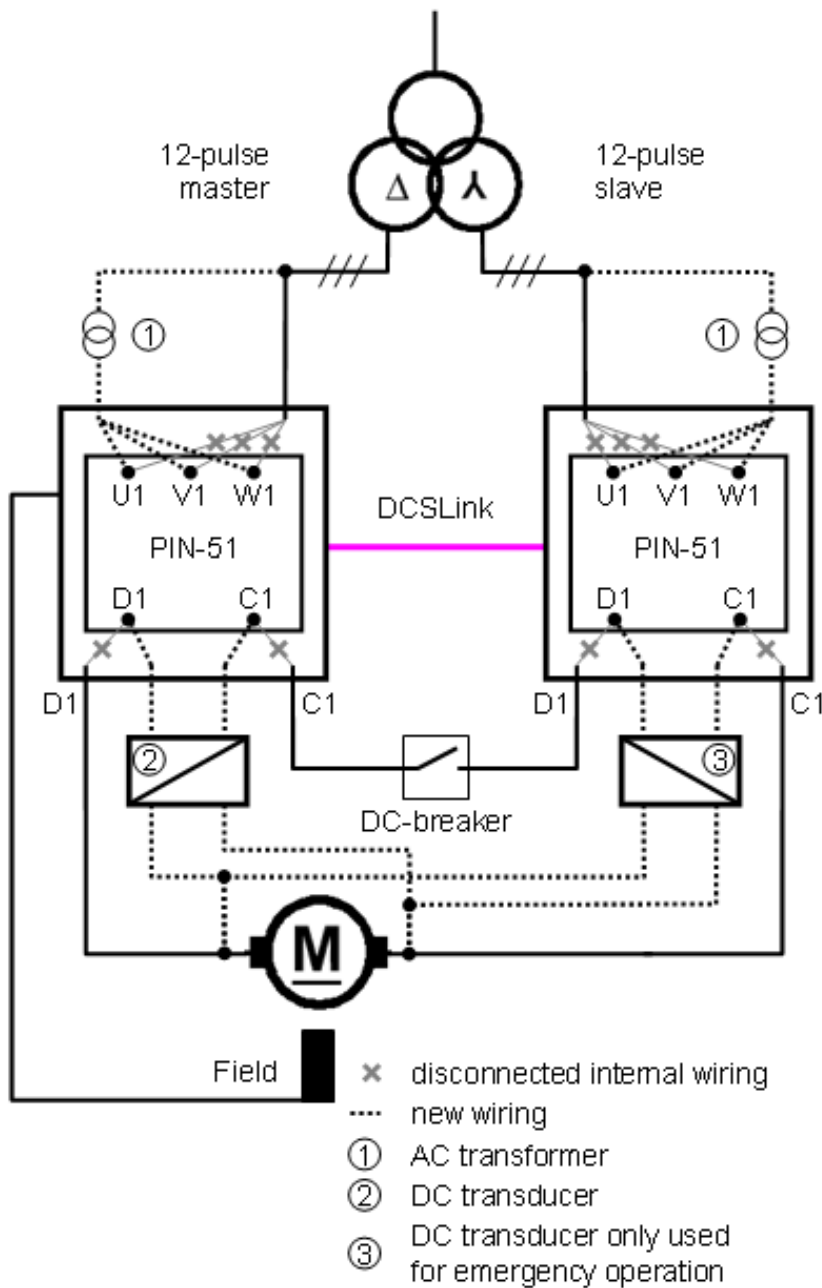 12-pulse
master
12-pulse
slave
Δ
Y
1
1
U1 V1 W1
U1 V1 W1
DCSLink
PIN-51
PIN-51
D1 C1
D1 C1
D1 C1
D1 C1
2
3
DC-breaker
M
Field
disconnected internal wiring
new wiring
1 AC transformer
2 DC transducer
3 DC transducer only used
for emergency operation